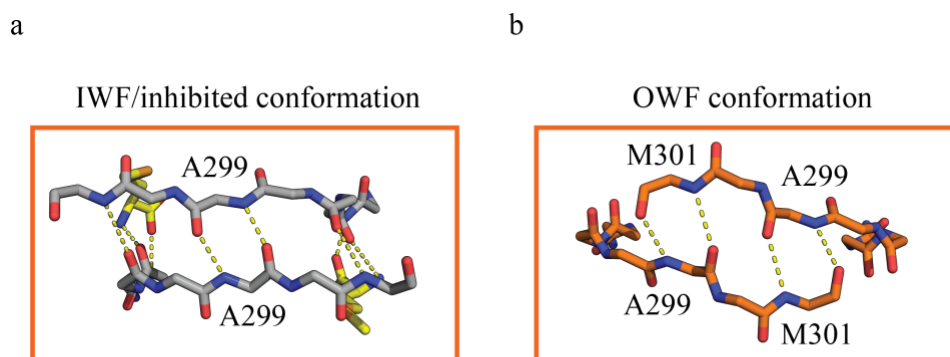 a
IWF/inhibited conformation
A299
A299
b
OWF conformation
M301
A299
A299
M301